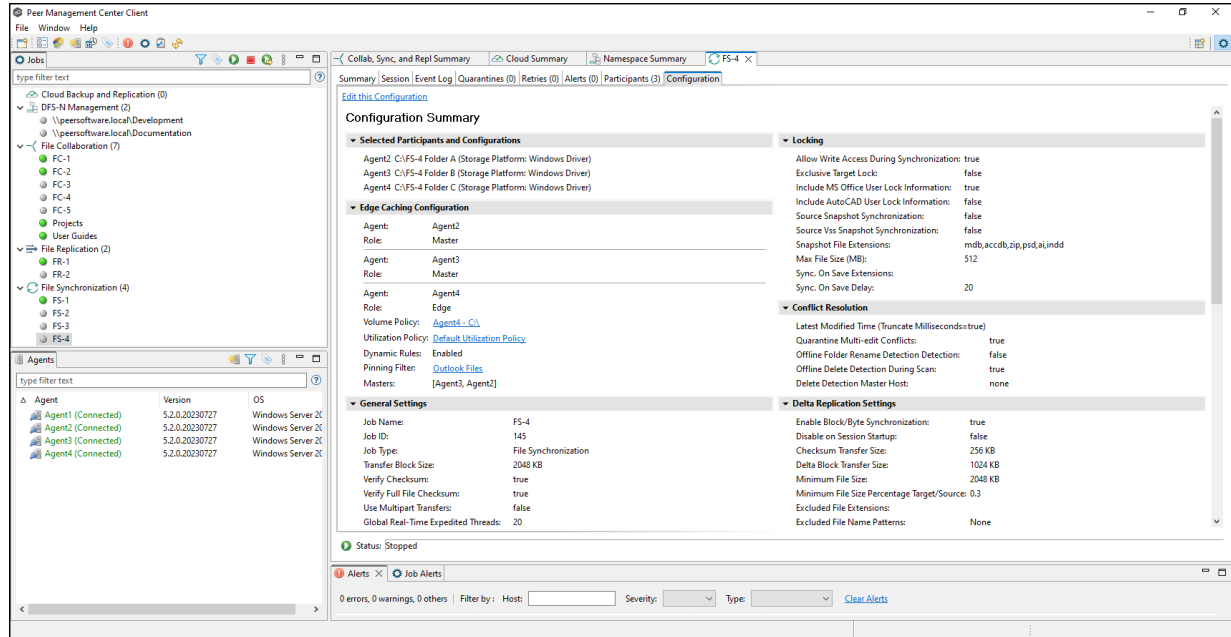 Peer Management Center Client
File Window Help
Jobs
type filter text
Cloud Backup and Replication (0)
DFS-N Management (2)
\\peersoftware.local\Development
\\peersoftware.local\Documentation
File Collaboration (7)
FC-1
FC-2
FC-3
FC-4
FC-5
Projects
User Guides
File Replication (2)
FR-1
FR-2
File Synchronization (4)
FS-1
FS-2
FS-3
FS-4
Agents
type filter text
Agent Version OS
Agent1 (Connected) 5.2.0.20230727 Windows Server 20
Agent2 (Connected) 5.2.0.20230727 Windows Server 20
Agent3 (Connected) 5.2.0.20230727 Windows Server 20
Agent4 (Connected) 5.2.0.20230727 Windows Server 20
Collab, Sync, and Repl Summary Cloud Summary Namespace Summary FS-4
Summary Session Event Log Quarantines (0) Retries (0) Alerts (0) Participants (3) Configuration
Edit this Configuration
Configuration Summary
Selected Participants and Configurations
Agent2 C:\FS-4 Folder A (Storage Platform: Windows Driver)
Agent3 C:\FS-4 Folder B (Storage Platform: Windows Driver)
Agent4 C:\FS-4 Folder C (Storage Platform: Windows Driver)
Edge Caching Configuration
Agent: Agent2
Role: Master
Agent: Agent3
Role: Master
Agent: Agent4
Role: Edge
Volume Policy: Agent4 - C:\
Utilization Policy: Default Utilization Policy
Dynamic Rules: Enabled
Pinning Filter: Outlook Files
Masters: [Agent3, Agent2]
General Settings
Job Name: FS-4
Job ID: 145
Job Type: File Synchronization
Transfer Block Size: 2048 KB
Verify Checksum: true
Verify Full File Checksum: true
Use Multipart Transfers: false
Global Real-Time Expedited Threads: 20
Locking
Allow Write Access During Synchronization: true
Exclusive Target Lock: false
Include MS Office User Lock Information: true
Include AutoCAD User Lock Information: false
Source Snapshot Synchronization: false
Source Vss Snapshot Synchronization: false
Snapshot File Extensions: mdb,accdb,zip,psd,ai,indd
Max File Size (MB): 512
Sync. On Save Extensions:
Sync. On Save Delay: 20
Conflict Resolution
Latest Modified Time (Truncate Milliseconds=true)
Quarantine Multi-edit Conflicts: true
Offline Folder Rename Detection Detection: false
Offline Delete Detection During Scan: true
Delete Detection Master Host: none
Delta Replication Settings
Enable Block/Byte Synchronization: true
Disable on Session Startup: false
Checksum Transfer Size: 256 KB
Delta Block Transfer Size: 1024 KB
Minimum File Size: 2048 KB
Minimum File Size Percentage Target/Source: 0.3
Excluded File Extensions:
Excluded File Name Patterns: None
Status: Stopped
Alerts Job Alerts
0 errors, 0 warnings, 0 others Filter by : Host: Severity: Type: Clear Alerts